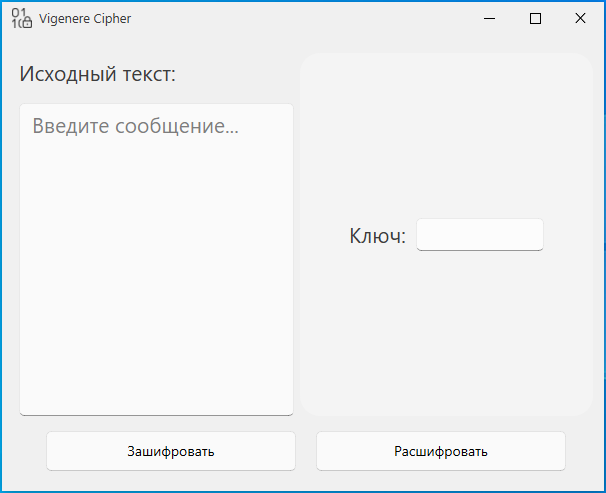 Vigenere Cipher
Исходный текст:
Введите сообщение...
Ключ:
Зашифровать
Расшифровать